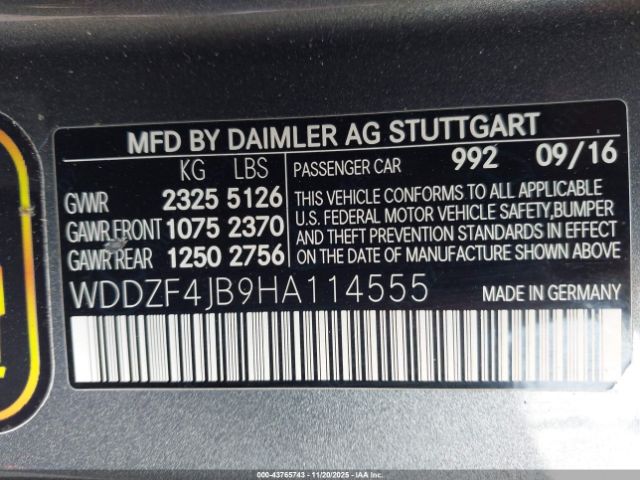 MFD BY DAIMLER AG STUTTGART
KG LBS PASSENGER CAR 992 09/16
GVWR 2325 5126
GAWR FRONT 1075 2370
GAWR REAR 1250 2756
THIS VEHICLE CONFORMS TO ALL APPLICABLE
U.S. FEDERAL MOTOR VEHICLE SAFETY,BUMPER
AND THEFT PREVENTION STANDARDS IN EFFECT
ON THE DATE OF MANUFACTURE SHOWN ABOVE
WDDZF4JB9HA114555 MADE IN GERMANY
000-43765743 - 11/20/2025 - IAAI.COM